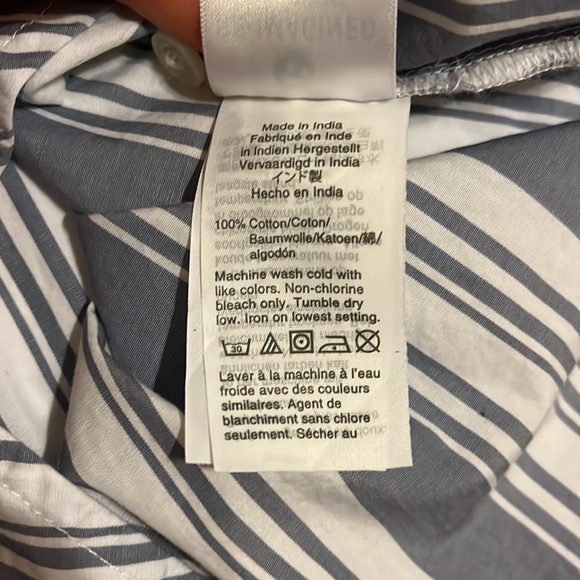 Made in India
Fabriqué en Inde
in Indien Hergestellt
Vervaardigd in India
インド製
Hecho en India
100% Cotton/Coton/
Baumwolle/Katoen/綿/
algodón
Machine wash cold with
like colors. Non-chlorine
bleach only. Tumble dry
low. Iron on lowest setting.
30
Laver à la machine à l'eau
froide avec des couleurs
similaires. Agent de
blanchiment sans chlore
seulement. Sécher au